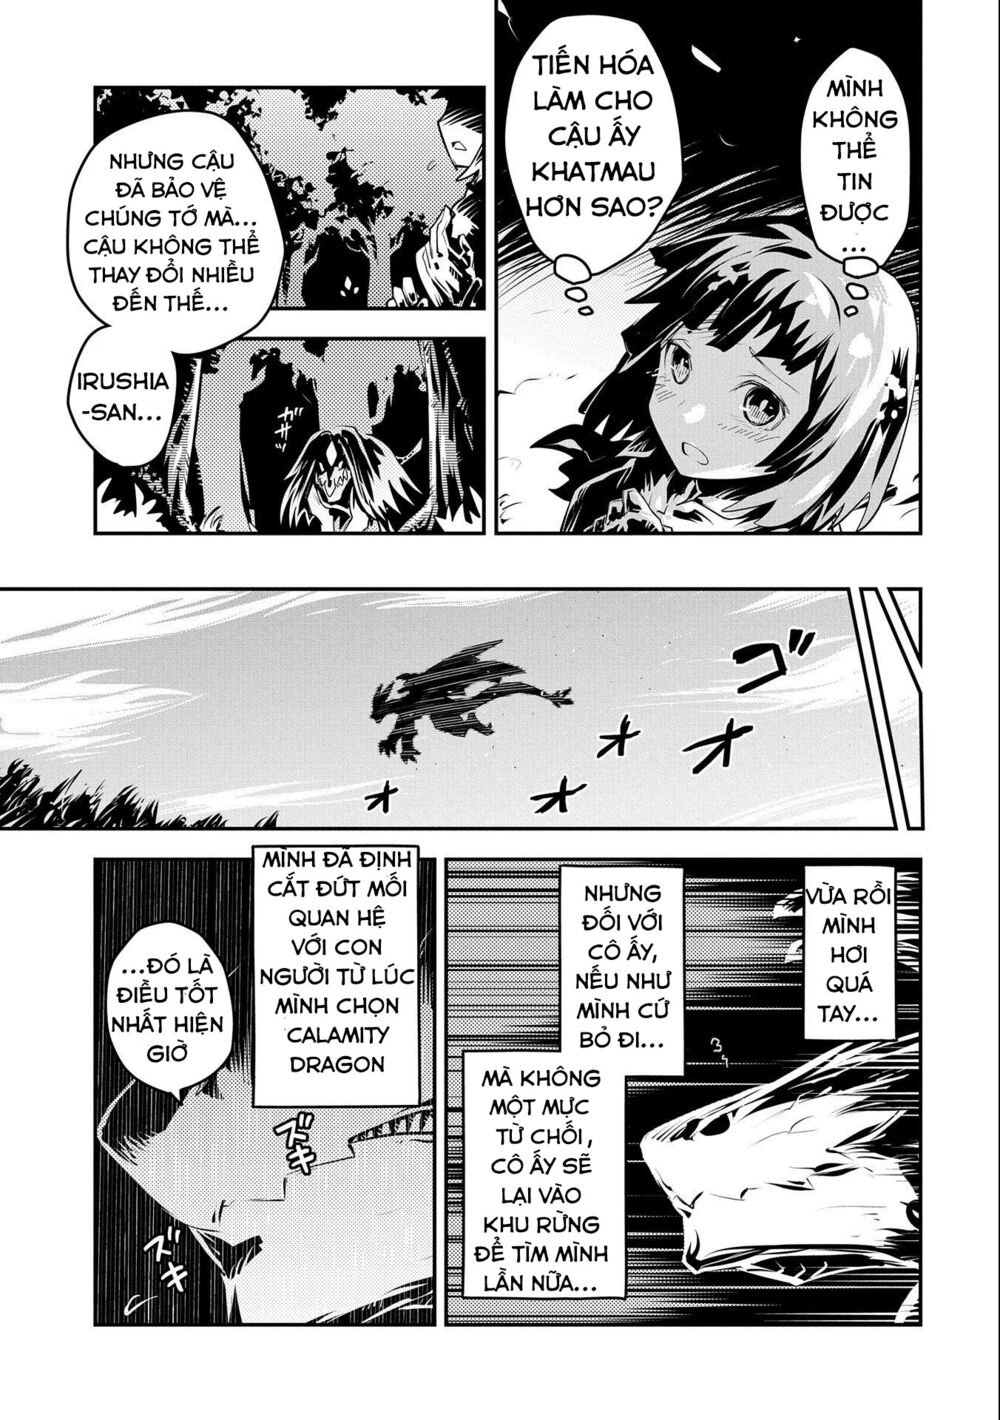 MÌNH
KHÔNG
THỂ
TIN
ĐƯỢC
...
TIẾN HÓA
LÀM CHO
CẬU ẤY
KHATMAU
HƠN SAO?
NHƯNG CẬU
ĐÃ BẢO VỆ
CHÚNG TỚ MÀ...
CẬU KHÔNG THỂ
THAY ĐỔI NHIỀU
ĐẾN THẾ...
IRUSHIA
-SAN...
ガサ
ゴオオオ
VỪA RỒI
MÌNH
HƠI
QUÁ
TAY...
NHƯNG
ĐỐI VỚI
CÔ ẤY,
NẾU NHƯ
MÌNH CỨ
BỎ ĐI...
MÀ KHÔNG
MỘT MỰC
TỪ CHỐI,
CÔ ẤY SẼ
LẠI VÀO
KHU RỪNG
ĐỂ TÌM MÌNH
LẦN NỮA...
MÌNH ĐÃ ĐỊNH
CẮT ĐỨT MỐI
QUAN HỆ
VỚI CON
NGƯỜI TỪ LÚC
MÌNH CHỌN
CALAMITY
DRAGON
...ĐÓ LÀ
ĐIỀU TỐT
NHẤT HIỆN
GIỜ
ズキ
ズキ